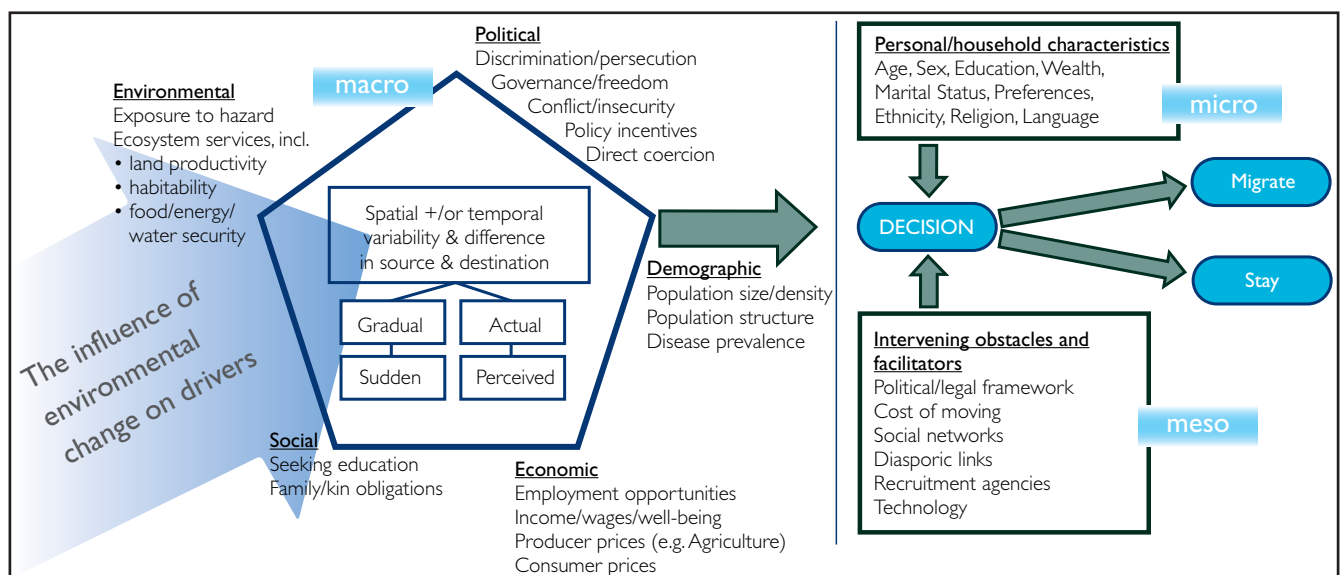 Political
Discrimination/persecution
Governance/freedom
Conflict/insecurity
Policy incentives
Direct coercion
macro
Environmental
Exposure to hazard
Ecosystem services, incl.
• land productivity
• habitability
• food/energy/
water security
The influence of
environmental
change on drivers
Spatial +/or temporal
variability & difference
in source & destination
Gradual
Actual
Sudden
Perceived
Demographic
Population size/density
Population structure
Disease prevalence
Social
Seeking education
Family/kin obligations
Economic
Employment opportunities
Income/wages/well-being
Producer prices (e.g. Agriculture)
Consumer prices
Personal/household characteristics
Age, Sex, Education, Wealth,
Marital Status, Preferences,
Ethnicity, Religion, Language
micro
DECISION
Migrate
Stay
Intervening obstacles and
facilitators
Political/legal framework
Cost of moving
Social networks
Diasporic links
Recruitment agencies
Technology
meso